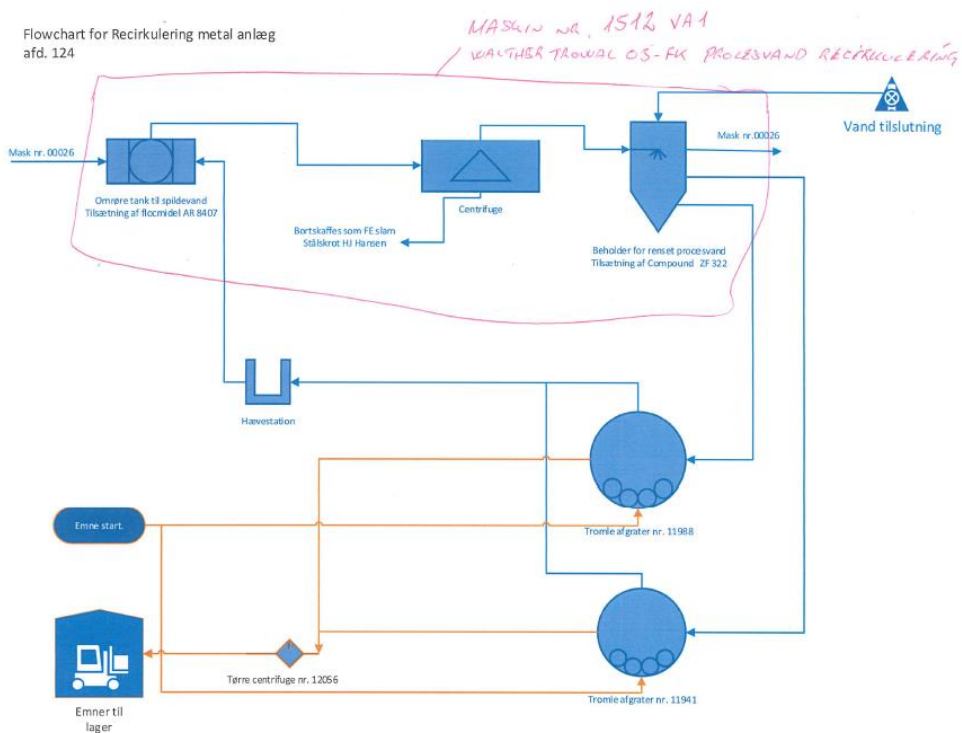 Flowchart for Recirkulering metal anlæg
afd. 124
MASKIN NR. 1512 VA1
WALTHER TROWAL 05-FK PROCESVAND RECIRKULERING
Vand tilslutning
Mask nr. 00026
Mask nr. 00026
Omrøre tank til spildevand
Tilsætning af flocmidel AR 8407
Centrifuge
Bortskaffes som FE slam
Stålskrot HJ Hansen
Beholder for renset procesvand
Tilsætning af Compound ZF 322
Hævestation
Emne start.
Tromle afgrater nr. 11988
Tørre centrifuge nr. 12056
Tromle afgrater nr. 11941
Emner til
lager